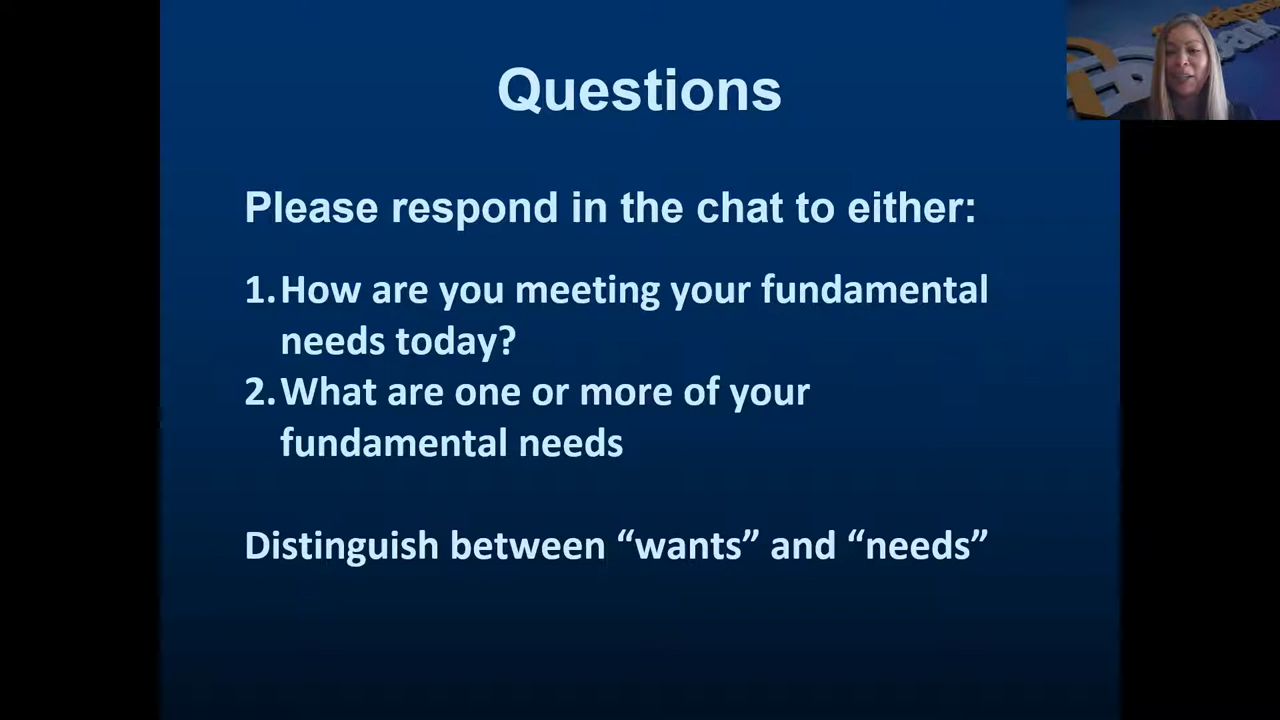 Questions
Please respond in the chat to either:
1. How are you meeting your fundamental
needs today?
2. What are one or more of your
fundamental needs
Distinguish between “wants” and “needs”